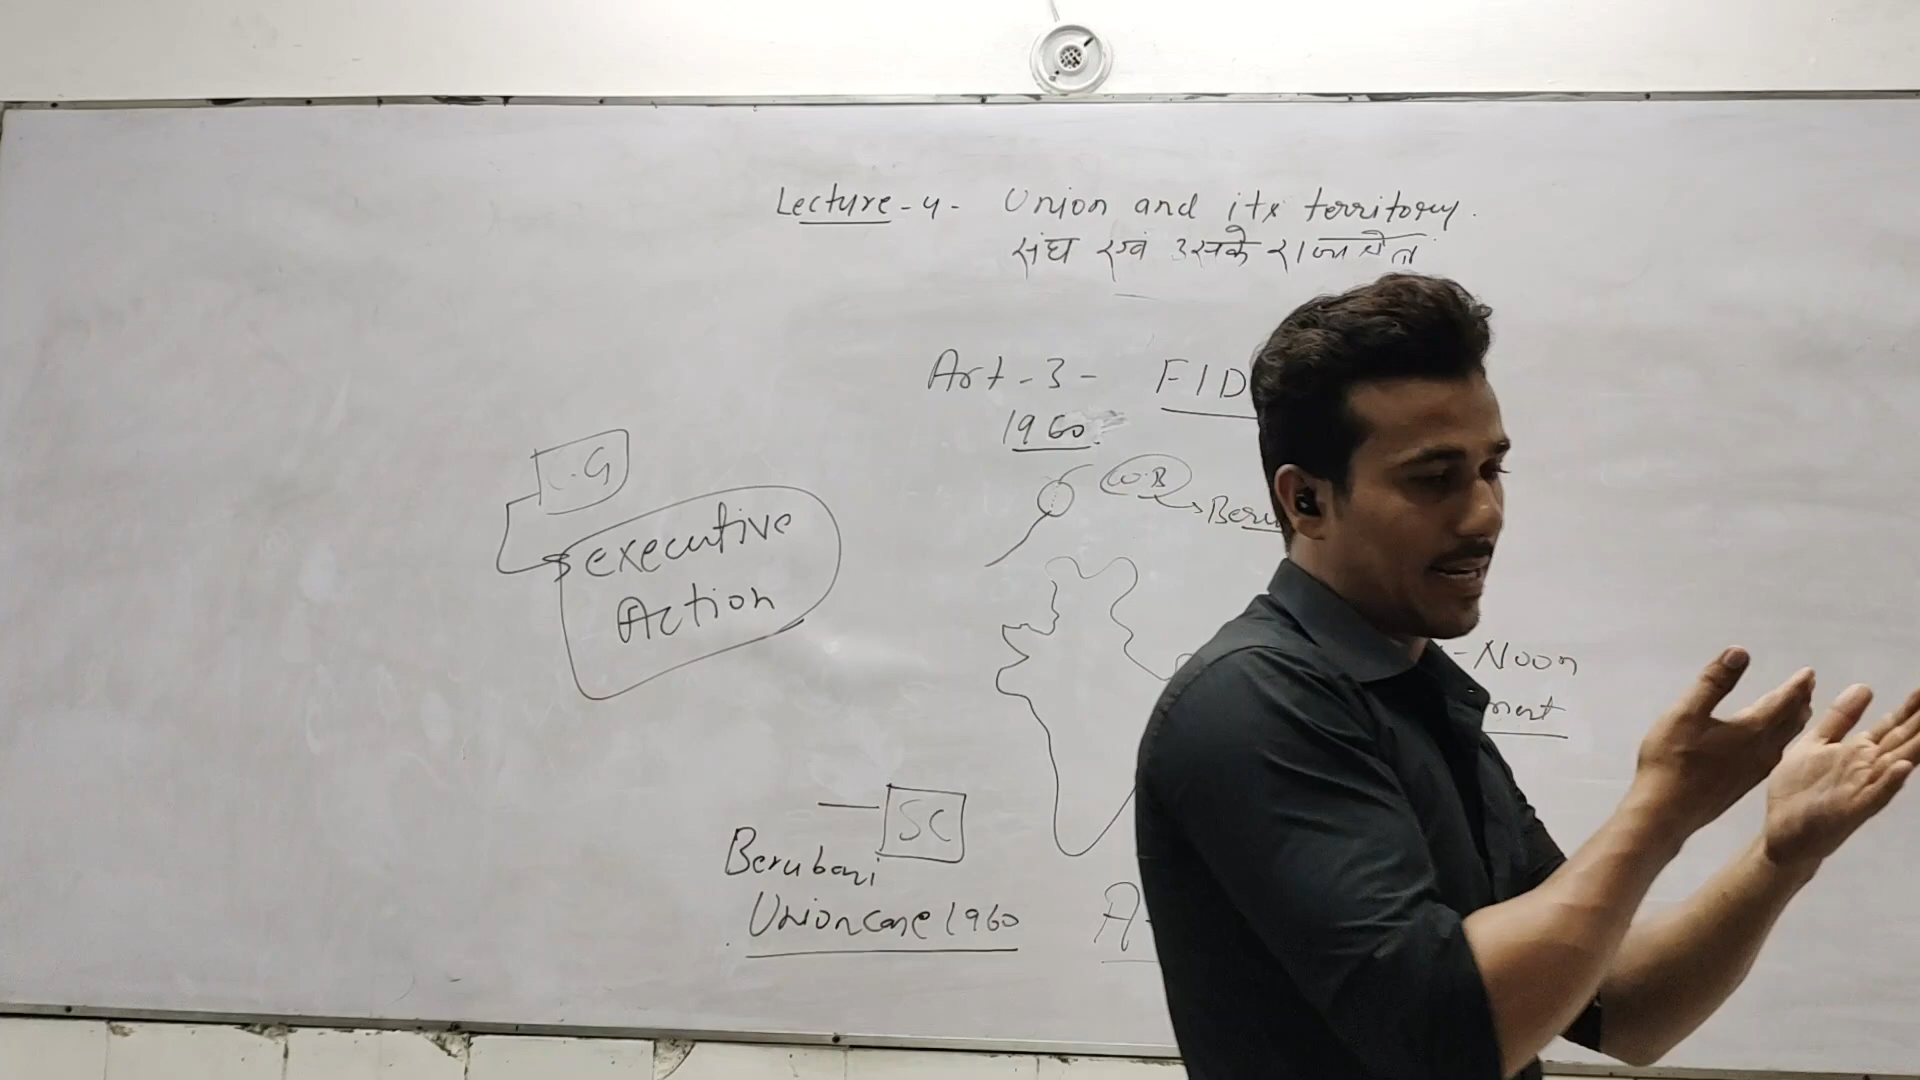 Lecture-4- Union and its territory.
संघ एवं उसके राज्यक्षेत्र
Art-3- FID
1960.
W.B
Beru
C.G
executive
Action
-Noon
ment
SC
Berubari
Union case 1960
A